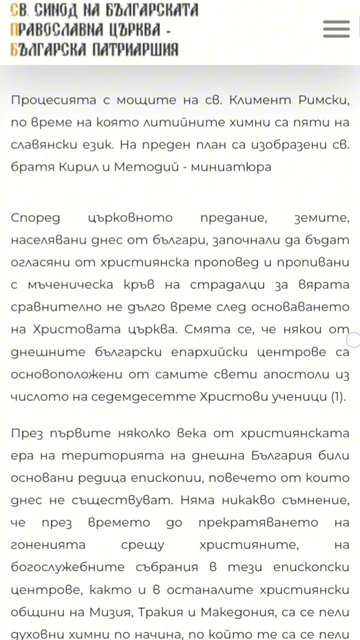 СВ. СИНОД НА БЪЛГАРСКАТА
ПРАВОСЛАВНА ЦЪРКВА -
БЪЛГАРСКА ПАТРИАРШИЯ
Процесията с мощите на св. Климент Римски,
по време на която литийните химни са пяти на
славянски език. На преден план са изобразени св.
братя Кирил и Методий - миниатюра
Според църковното предание, земите,
населявани днес от българи, започнали да бъдат
огласяни от християнска проповед и пропивани
с мъченическа кръв на страдалци за вярата
сравнително не дълго време след основаването
на Христовата църква. Смята се, че някои от
днешните български епархийски центрове са
основоположени от самите свети апостоли из
числото на седемдесетте Христови ученици (1).
През първите няколко века от християнската
ера на територията на днешна България били
основани редица епископии, повечето от които
днес не съществуват. Няма никакво съмнение,
че през времето до прекратяването на
гоненията срещу християните, на
богослужебните събрания в тези епископски
центрове, както и в останалите християнски
общини на Мизия, Тракия и Македония, са се пели
духовни химни по начина, по който те са се пели